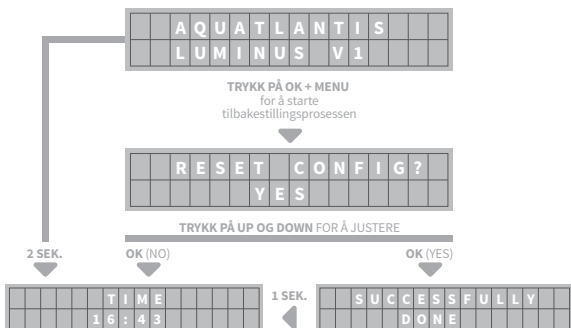 AQUATLANTIS
LUMINUS V1
TRYKK PÅ OK + MENU
for å starte
tilbakestillingsprosessen
RESET CONFIG?
YES
TRYKK PÅ UP OG DOWN FOR Å JUSTERE
2 SEK.
OK (NO)
OK (YES)
TIME
16:43
1 SEK.
SUCCESSFULLY
DONE